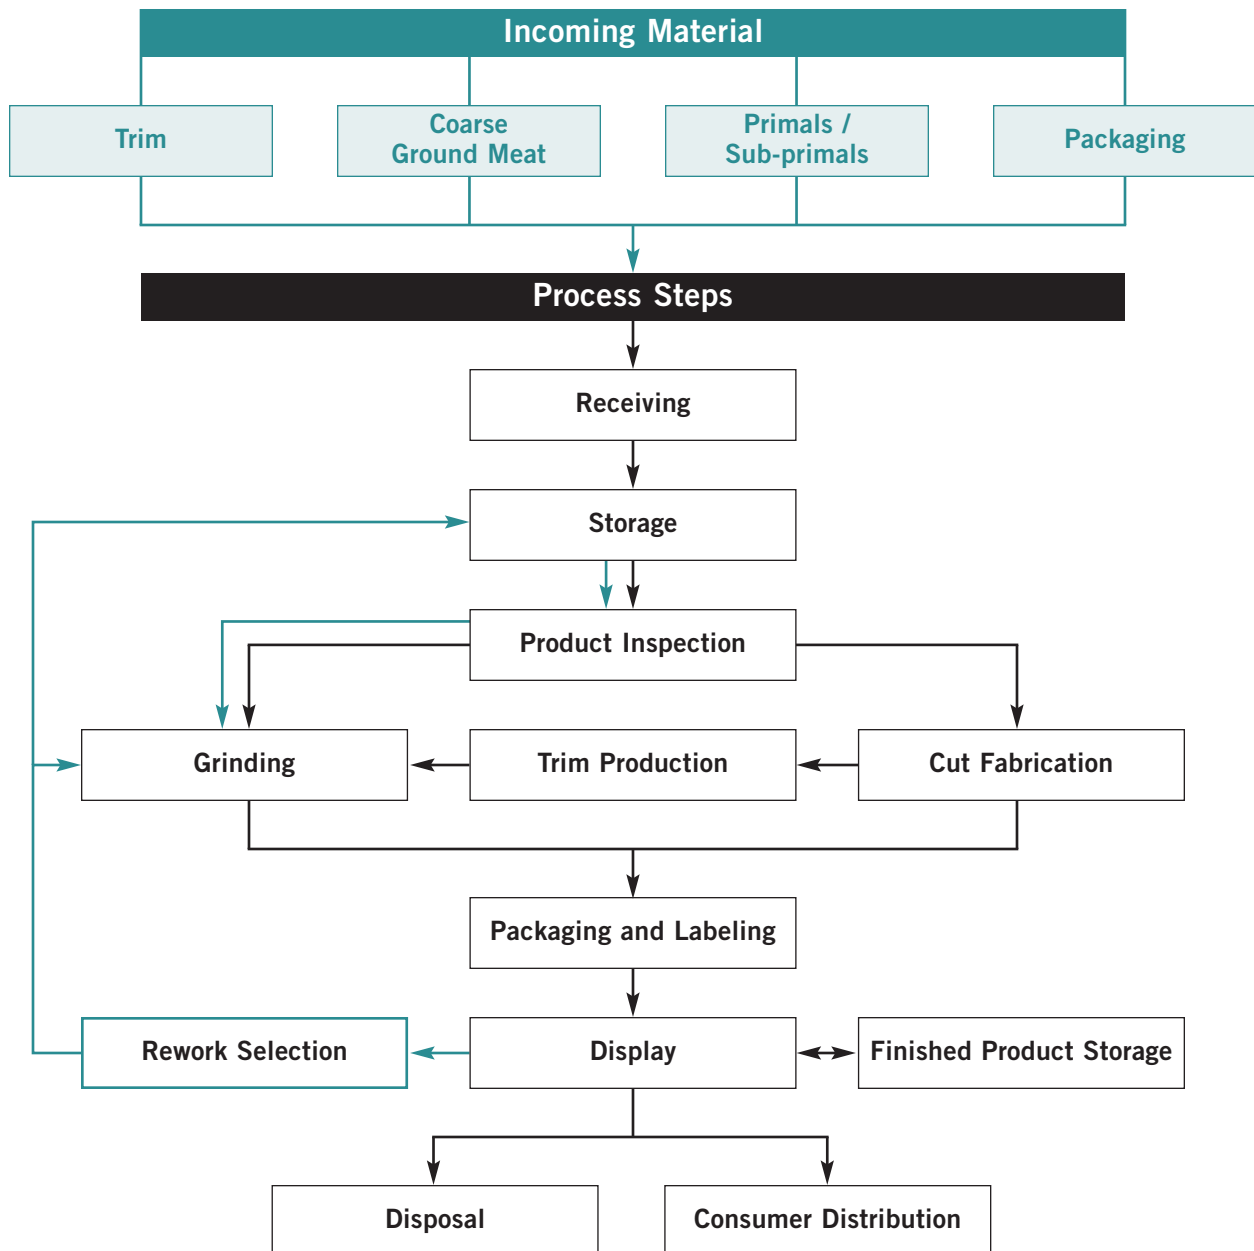 Incoming Material
Trim
Coarse
Ground Meat
Primals /
Sub-primals
Packaging
Process Steps
Receiving
Storage
Product Inspection
Grinding
Trim Production
Cut Fabrication
Packaging and Labeling
Rework Selection
Display
Finished Product Storage
Disposal
Consumer Distribution